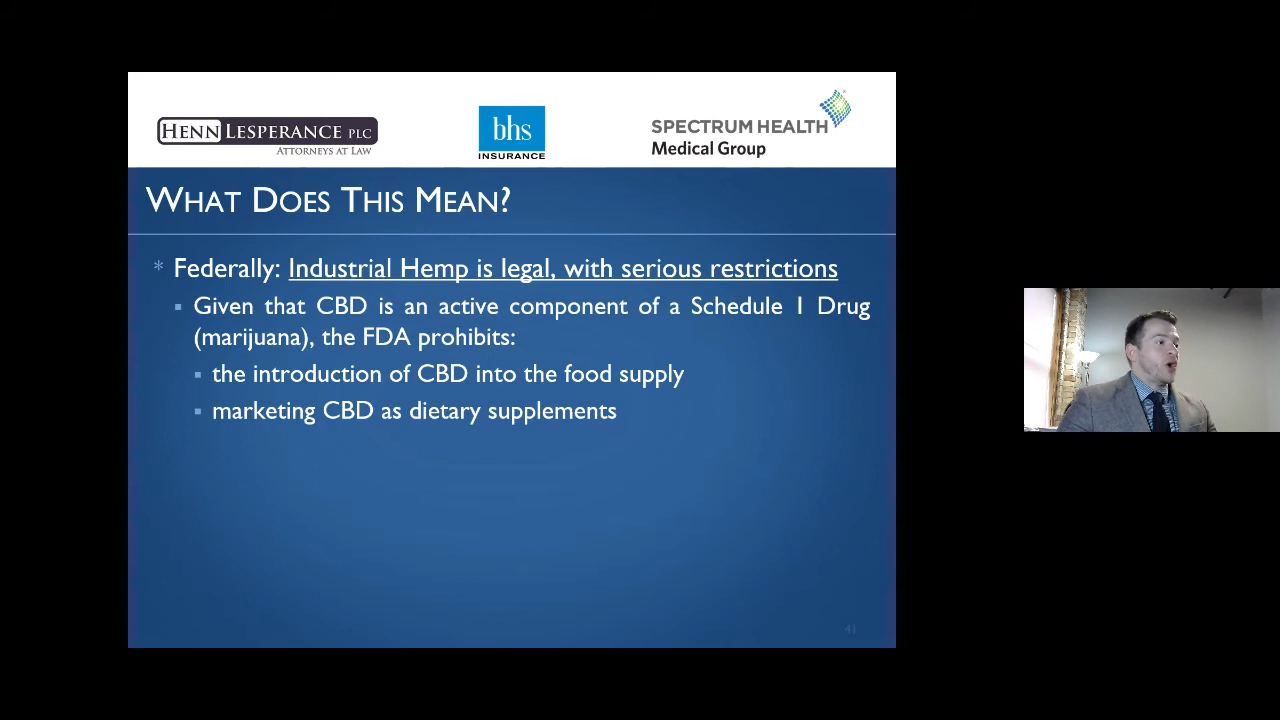 HENN LESPERANCE PLC
ATTORNEYS AT LAW
bhs
INSURANCE
SPECTRUM HEALTH
Medical Group
WHAT DOES THIS MEAN?
* Federally: Industrial Hemp is legal, with serious restrictions
▪ Given that CBD is an active component of a Schedule 1 Drug
(marijuana), the FDA prohibits:
▪ the introduction of CBD into the food supply
▪ marketing CBD as dietary supplements